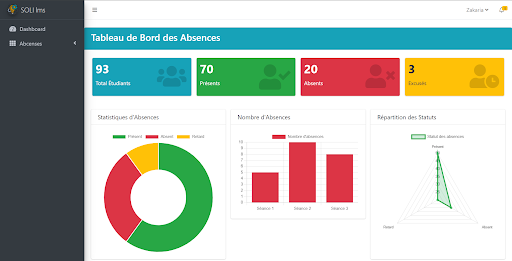 SOLI lms
Zakaria
Dashboard
Abcenses
Tableau de Bord des Absences
93
Total Étudiants
70
Présents
20
Absents
3
Excusés
Statistiques d'Absences
Présent Absent Retard
Nombre d'Absences
Nombre d'absences
10
9
8
7
6
5
4
3
2
1
0
Séance 1 Séance 2 Séance 3
Répartition des Statuts
Statut des absences
Présent
Retard Absent